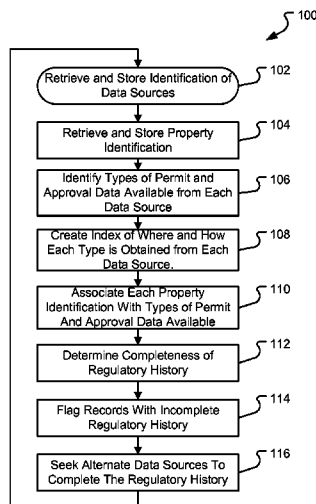 100
Retrieve and Store Identification of
Data Sources
102
Retrieve and Store Property
Identification
104
Identify Types of Permit and
Approval Data Available from Each
Data Source
106
Create Index of Where and How
Each Type is Obtained from Each
Data Source.
108
Associate Each Property
Identification With Types of Permit
And Approval Data Available
110
Determine Completeness of
Regulatory History
112
Flag Records With Incomplete
Regulatory History
114
Seek Alternate Data Sources To
Complete The Regulatory History
116